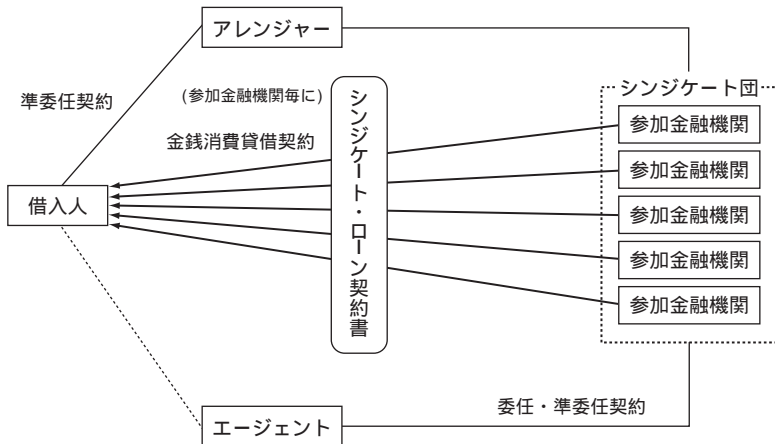 アレンジャー
準委任契約
(参加金融機関毎に)
金銭消費貸借契約
シンジケート・ローン契約書
シンジケート団
参加金融機関
参加金融機関
参加金融機関
参加金融機関
参加金融機関
借入人
エージェント
委任・準委任契約